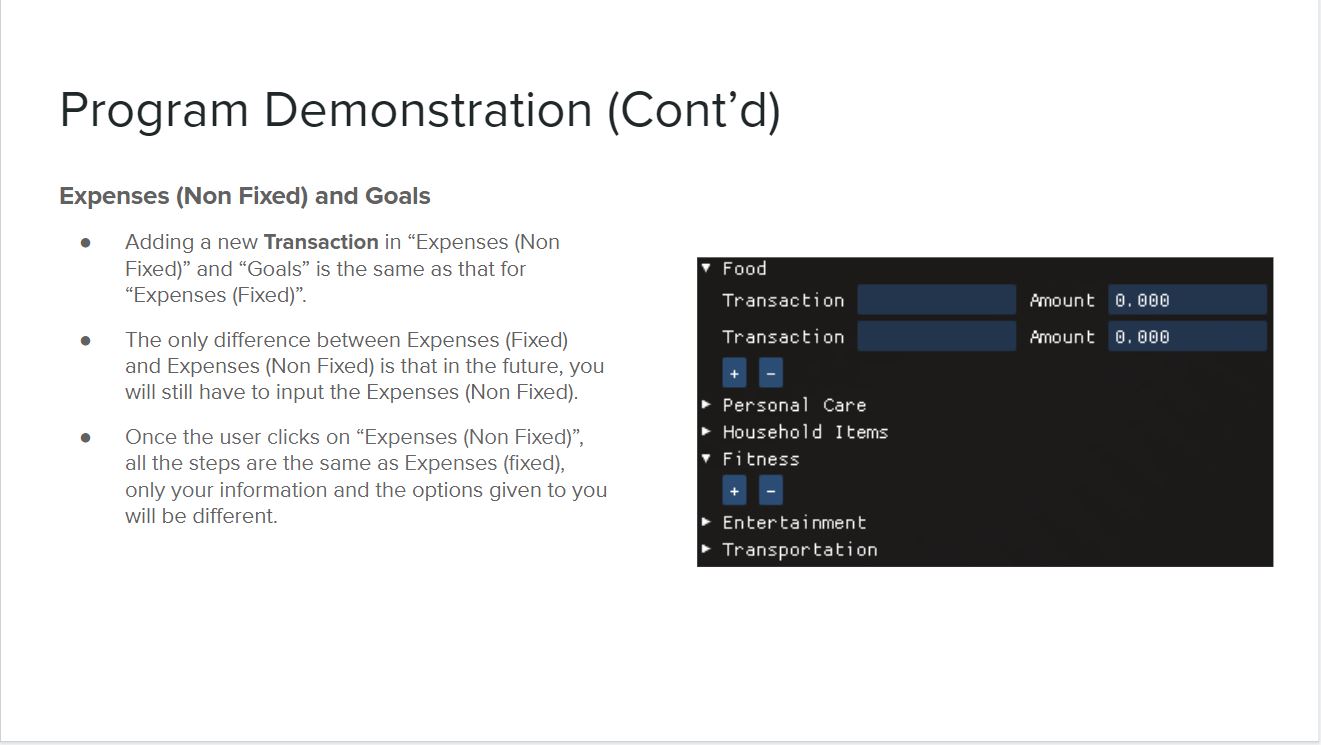 Program Demonstration (Cont’d)
Expenses (Non Fixed) and Goals
● Adding a new Transaction in “Expenses (Non
Fixed)” and “Goals” is the same as that for
“Expenses (Fixed)”.
● The only difference between Expenses (Fixed)
and Expenses (Non Fixed) is that in the future, you
will still have to input the Expenses (Non Fixed).
● Once the user clicks on “Expenses (Non Fixed)”,
all the steps are the same as Expenses (fixed),
only your information and the options given to you
will be different.
Food
Transaction Amount 0.000
Transaction Amount 0.000
+ -
Personal Care
Household Items
Fitness
+ -
Entertainment
Transportation